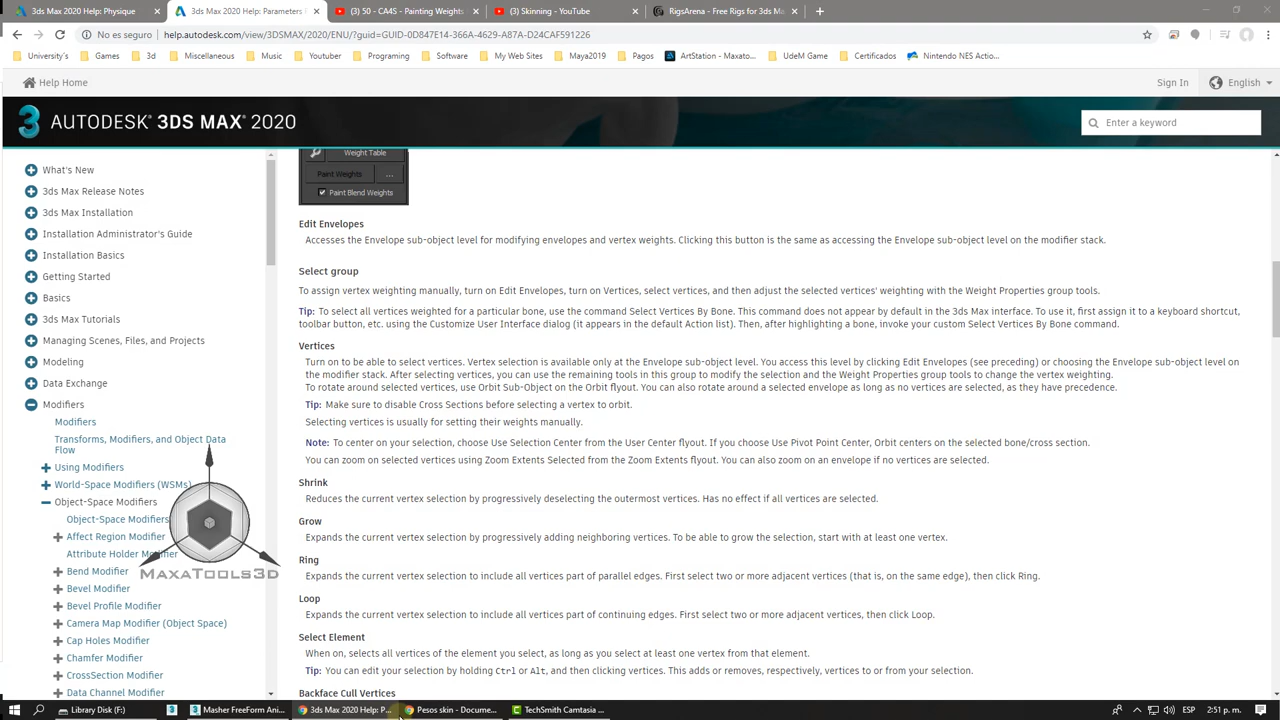 3ds Max 2020 Help: Physique
3ds Max 2020 Help: Parameters
(3) 50 - CA4S - Painting Weights
(3) Skinning - YouTube
RigsArena - Free Rigs for 3ds M
No es seguro
help.autodesk.com/view/3DSMAX/2020/ENU/?guid=GUID-0D847E14-366A-4629-A87A-D24CAF591226
University's
Games
3d
Miscellaneous
Music
Youtuber
Programing
Software
My Web Sites
Maya2019
Pagos
ArtStation - Maxato...
UdeM Game
Certificados
Nintendo NES Actio...
Help Home
Sign In
English
AUTODESK® 3DS MAX® 2020
Enter a keyword
What's New
3ds Max Release Notes
3ds Max Installation
Installation Administrator's Guide
Installation Basics
Getting Started
Basics
3ds Max Tutorials
Managing Scenes, Files, and Projects
Modeling
Data Exchange
Modifiers
Modifiers
Transforms, Modifiers, and Object Data
Flow
Using Modifiers
World-Space Modifiers (WSMs)
Object-Space Modifiers
Object-Space Modifiers
Affect Region Modifier
Attribute Holder Modifier
Bend Modifier
Bevel Modifier
Bevel Profile Modifier
Camera Map Modifier (Object Space)
Cap Holes Modifier
Chamfer Modifier
CrossSection Modifier
Data Channel Modifier
MAXATOOLS3D
Weight Table
Paint Weights
...
Paint Blend Weights
Edit Envelopes
Accesses the Envelope sub-object level for modifying envelopes and vertex weights. Clicking this button is the same as accessing the Envelope sub-object level on the modifier stack.
Select group
To assign vertex weighting manually, turn on Edit Envelopes, turn on Vertices, select vertices, and then adjust the selected vertices' weighting with the Weight Properties group tools.
Tip: To select all vertices weighted for a particular bone, use the command Select Vertices By Bone. This command does not appear by default in the 3ds Max interface. To use it, first assign it to a keyboard shortcut,
toolbar button, etc. using the Customize User Interface dialog (it appears in the default Action list). Then, after highlighting a bone, invoke your custom Select Vertices By Bone command.
Vertices
Turn on to be able to select vertices. Vertex selection is available only at the Envelope sub-object level. You access this level by clicking Edit Envelopes (see preceding) or choosing the Envelope sub-object level on
the modifier stack. After selecting vertices, you can use the remaining tools in this group to modify the selection and the Weight Properties group tools to change the vertex weighting.
To rotate around selected vertices, use Orbit Sub-Object on the Orbit flyout. You can also rotate around a selected envelope as long as no vertices are selected, as they have precedence.
Tip: Make sure to disable Cross Sections before selecting a vertex to orbit.
Selecting vertices is usually for setting their weights manually.
Note: To center on your selection, choose Use Selection Center from the User Center flyout. If you choose Use Pivot Point Center, Orbit centers on the selected bone/cross section.
You can zoom on selected vertices using Zoom Extents Selected from the Zoom Extents flyout. You can also zoom on an envelope if no vertices are selected.
Shrink
Reduces the current vertex selection by progressively deselecting the outermost vertices. Has no effect if all vertices are selected.
Grow
Expands the current vertex selection by progressively adding neighboring vertices. To be able to grow the selection, start with at least one vertex.
Ring
Expands the current vertex selection to include all vertices part of parallel edges. First select two or more adjacent vertices (that is, on the same edge), then click Ring.
Loop
Expands the current vertex selection to include all vertices part of continuing edges. First select two or more adjacent vertices, then click Loop.
Select Element
When on, selects all vertices of the element you select, as long as you select at least one vertex from that element.
Tip: You can edit your selection by holding Ctrl or Alt, and then clicking vertices. This adds or removes, respectively, vertices to or from your selection.
Backface Cull Vertices
Library Disk (F:)
Masher FreeForm Ani...
3ds Max 2020 Help: P...
Pesos skin - Docume...
TechSmith Camtasia ...
ESP
2:51 p. m.